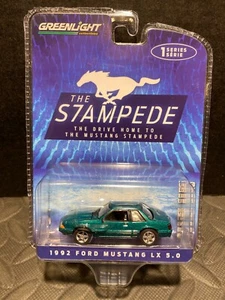 GREENLIGHT
1 SERIES
SERIE
THE
STAMPEDE
THE DRIVE HOME TO
THE MUSTANG STAMPEDE
1992 FORD MUSTANG LX 5.0